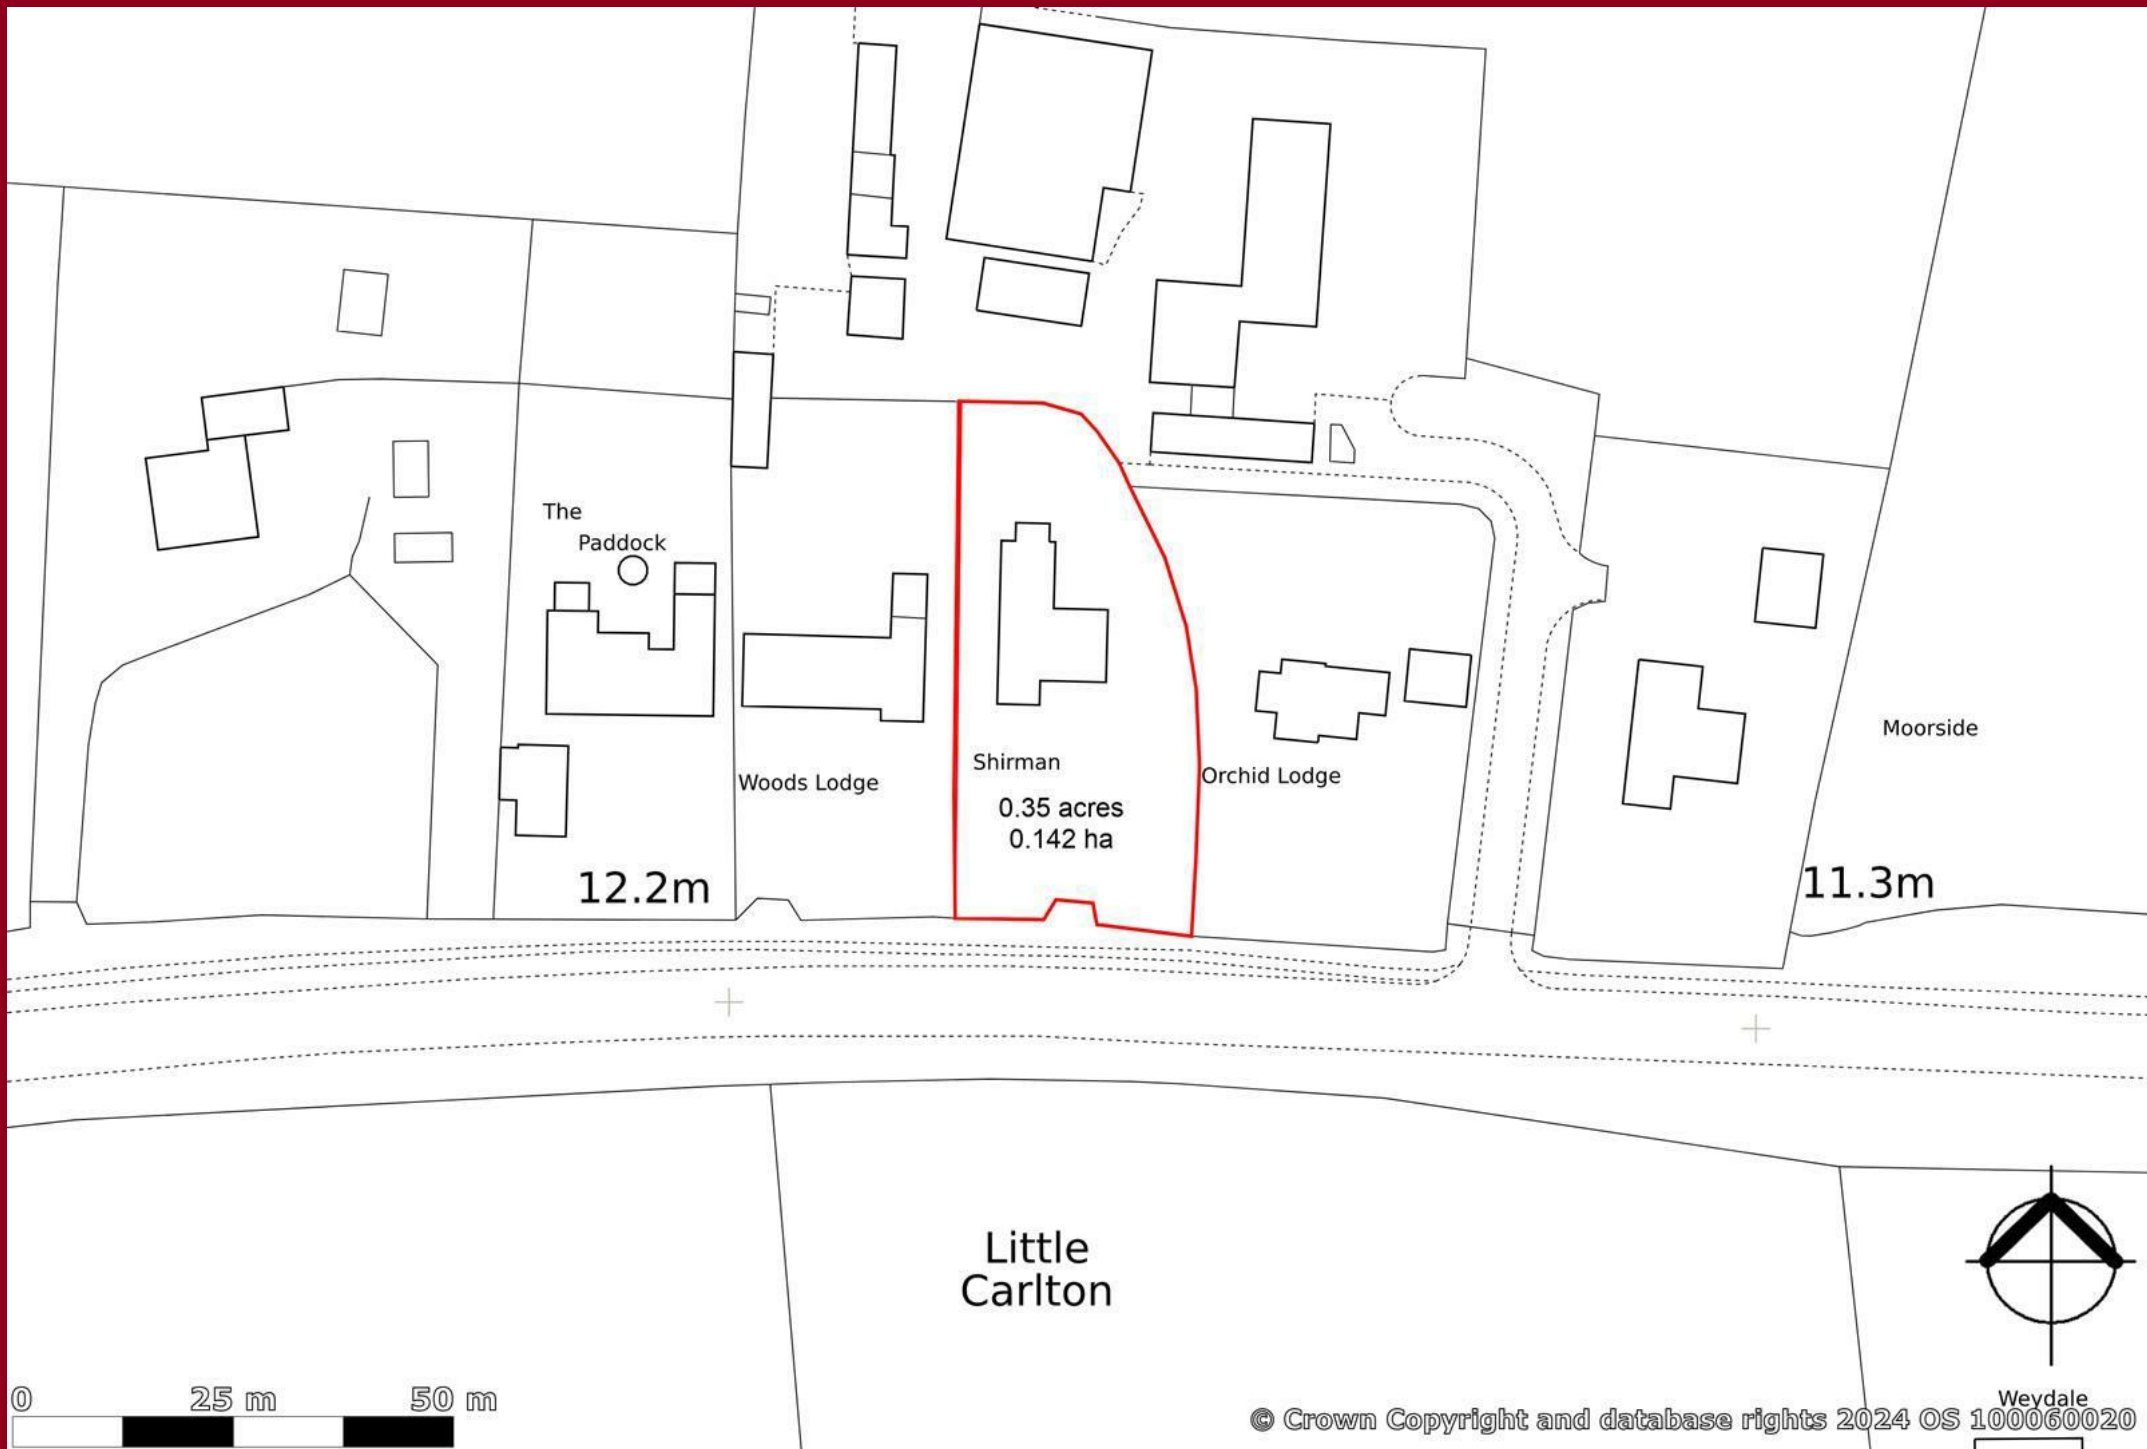 The
Paddock
Woods Lodge
Shirman
0.35 acres
0.142 ha
Orchid Lodge
Moorside
12.2m
11.3m
Little
Carlton
0 25 m 50 m
Weydale
© Crown Copyright and database rights 2024 OS 100060020